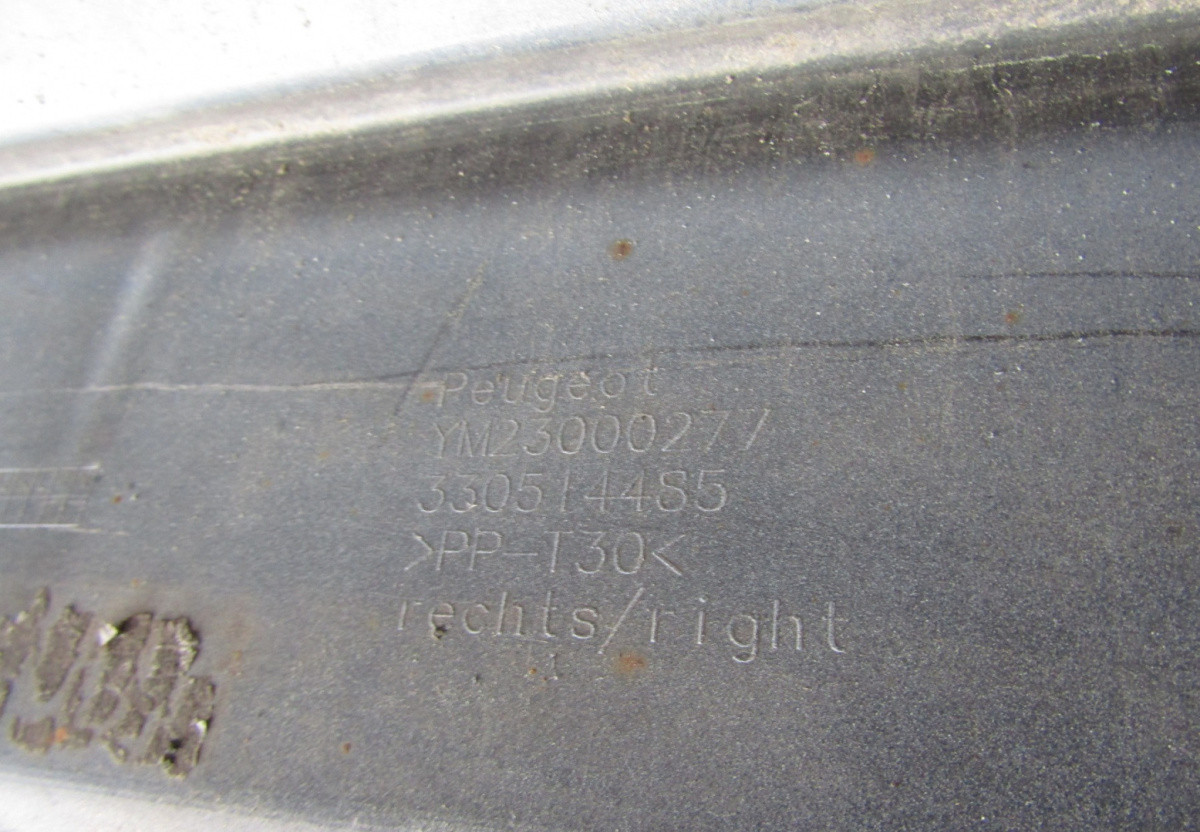 Peugeot
YM23000277
330514485
>PP-T30<
rechts/right